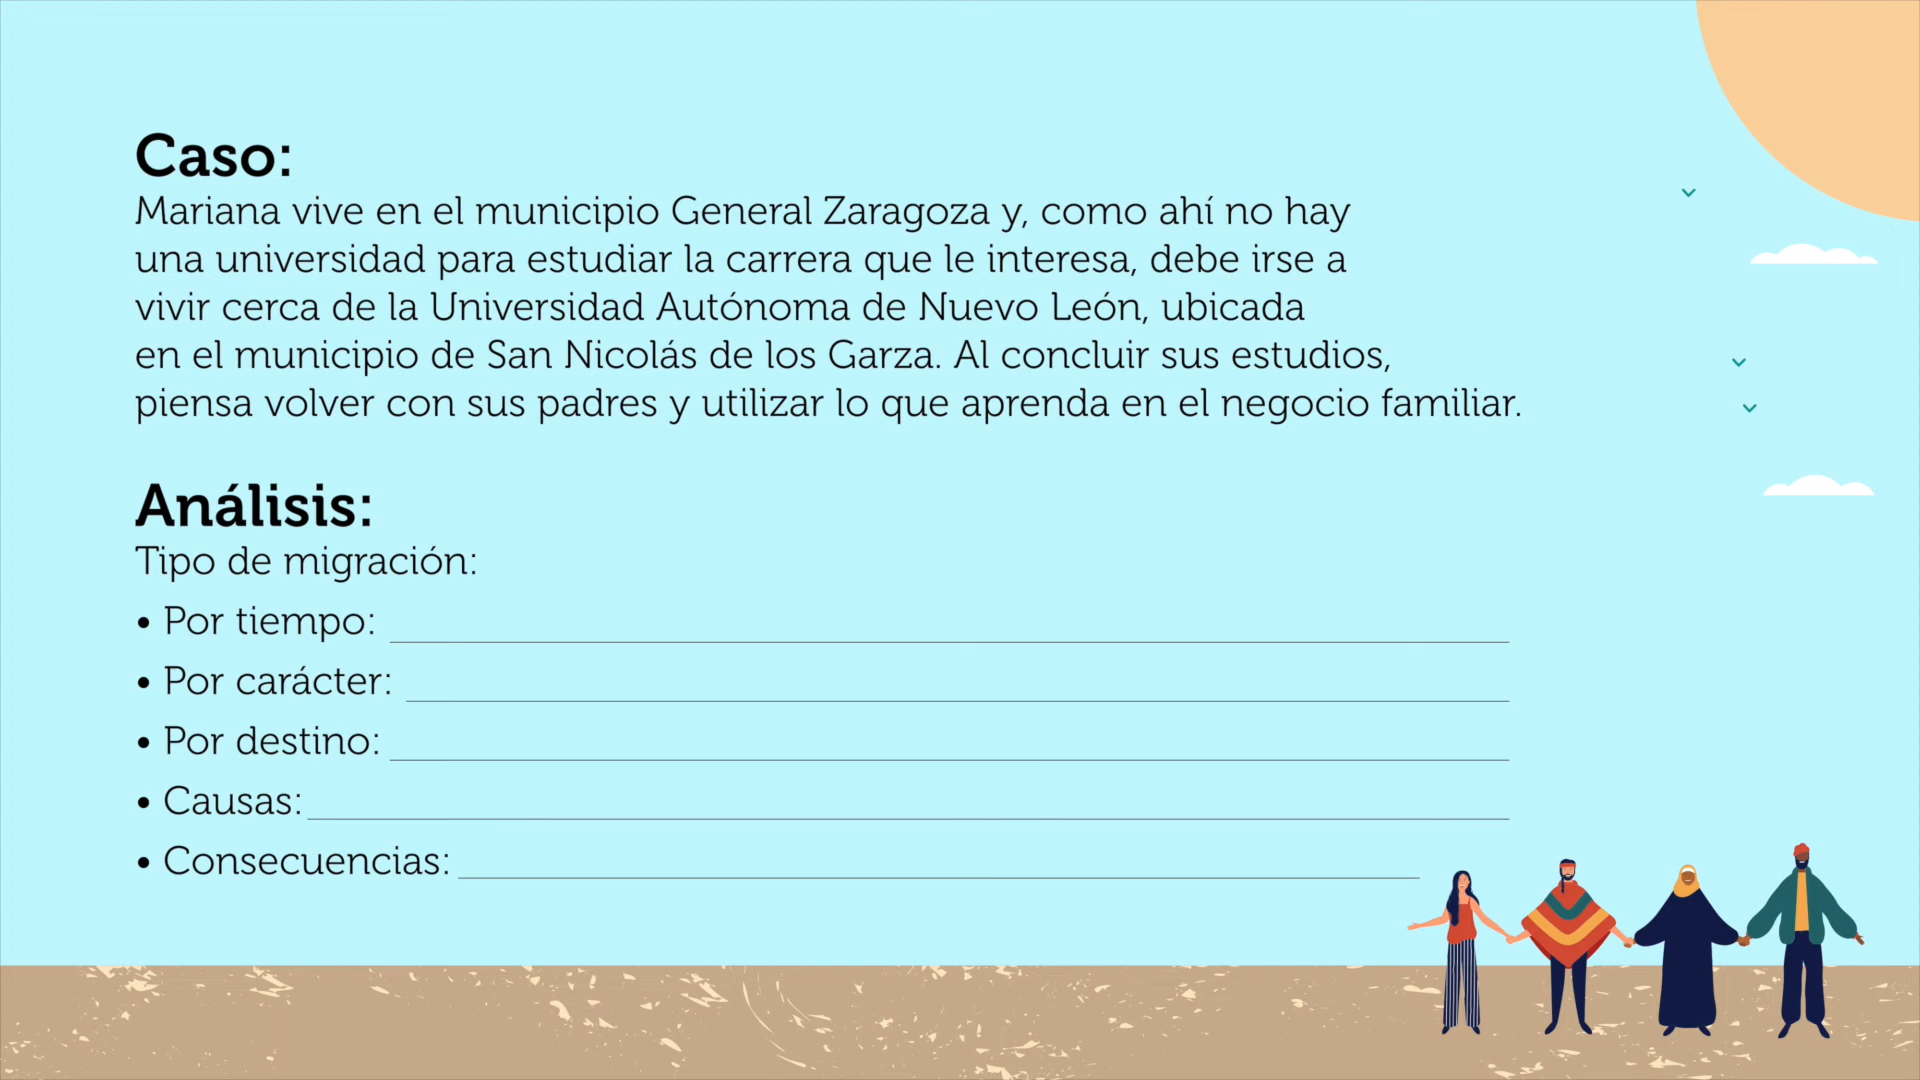 Caso:
Mariana vive en el municipio General Zaragoza y, como ahí no hay
una universidad para estudiar la carrera que le interesa, debe irse a
vivir cerca de la Universidad Autónoma de Nuevo León, ubicada
en el municipio de San Nicolás de los Garza. Al concluir sus estudios,
piensa volver con sus padres y utilizar lo que aprenda en el negocio familiar.
Análisis:
Tipo de migración:
• Por tiempo:
• Por carácter:
• Por destino:
• Causas:
• Consecuencias: